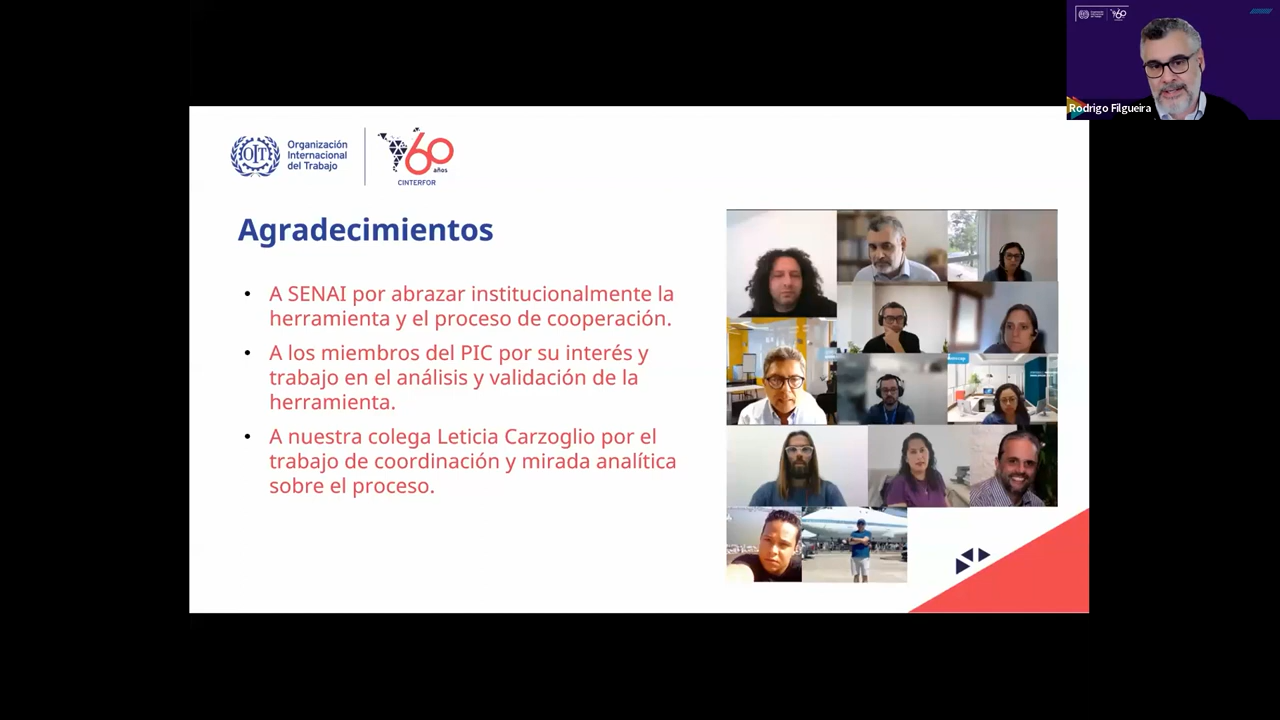 Organización
Internacional
del Trabajo
OIT
60
años
CINTERFOR
Rodrigo Filgueira
Agradecimientos
• A SENAI por abrazar institucionalmente la
herramienta y el proceso de cooperación.
• A los miembros del PIC por su interés y
trabajo en el análisis y validación de la
herramienta.
• A nuestra colega Leticia Carzoglio por el
trabajo de coordinación y mirada analítica
sobre el proceso.